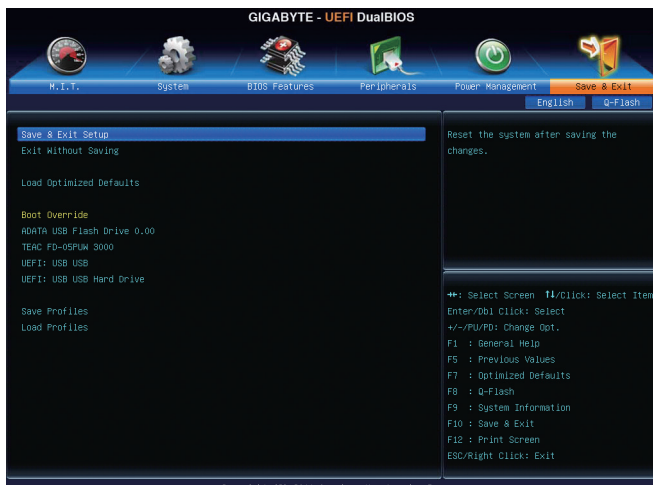 GIGABYTE - UEFI DualBIOS
M.I.T. System BIOS Features Peripherals Power Management Save & Exit
English Q-Flash
Save & Exit Setup
Exit Without Saving
Load Optimized Defaults
Boot Override
ADATA USB Flash Drive 0.00
TEAC FD-05PUW 3000
UEFI: USB USB
UEFI: USB USB Hard Drive
Save Profiles
Load Profiles
Reset the system after saving the
changes.
: Select Screen ↑↓/Click: Select Item
Enter/Dbl Click: Select
+/-/PU/PD: Change Opt.
F1 : General Help
F5 : Previous Values
F7 : Optimized Defaults
F8 : Q-Flash
F9 : System Information
F10 : Save & Exit
F12 : Print Screen
ESC/Right Click: Exit